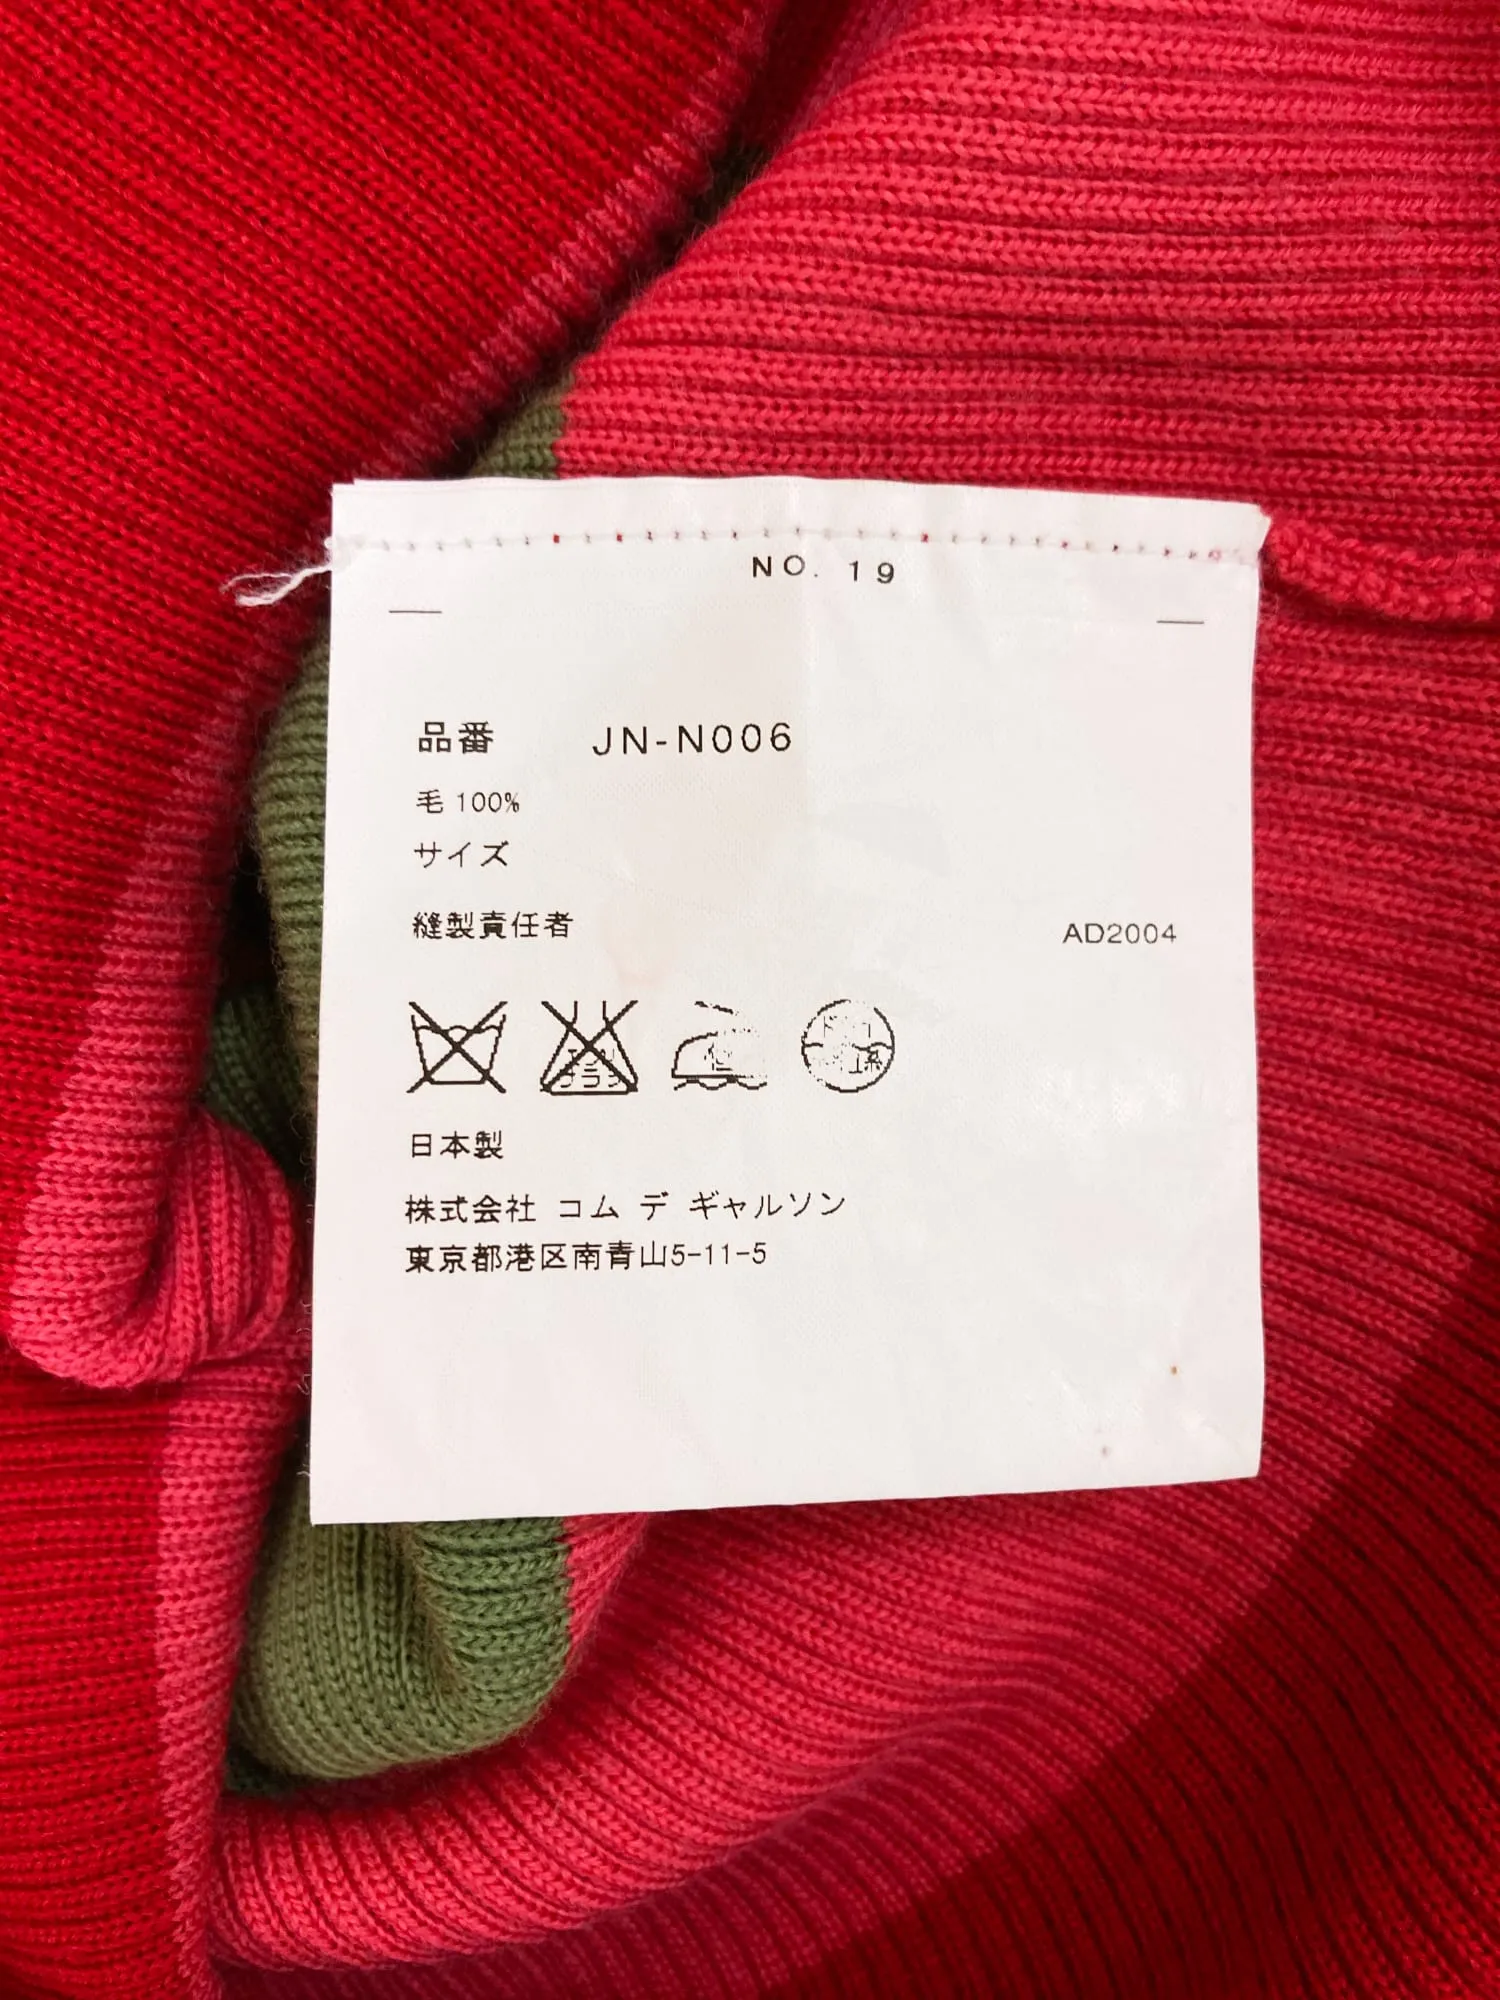 NO. 19
品番 JN-N006
毛 100%
サイズ
縫製責任者 AD2004
日本製
株式会社 コム デ ギャルソン
東京都港区南青山5-11-5